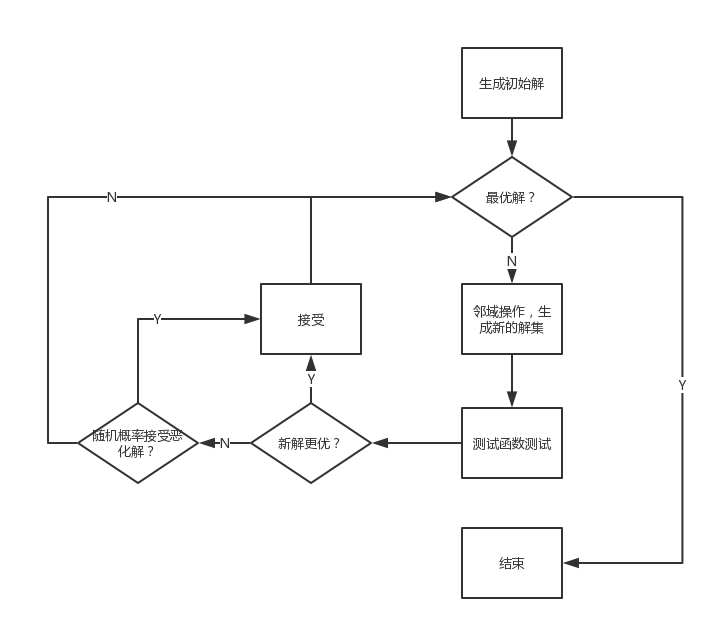 生成初始解
最优解？
N
N
邻域操作，生
成新的解集
接受
Y
Y
Y
随机概率接受恶
化解？
N
新解更优？
测试函数测试
结束